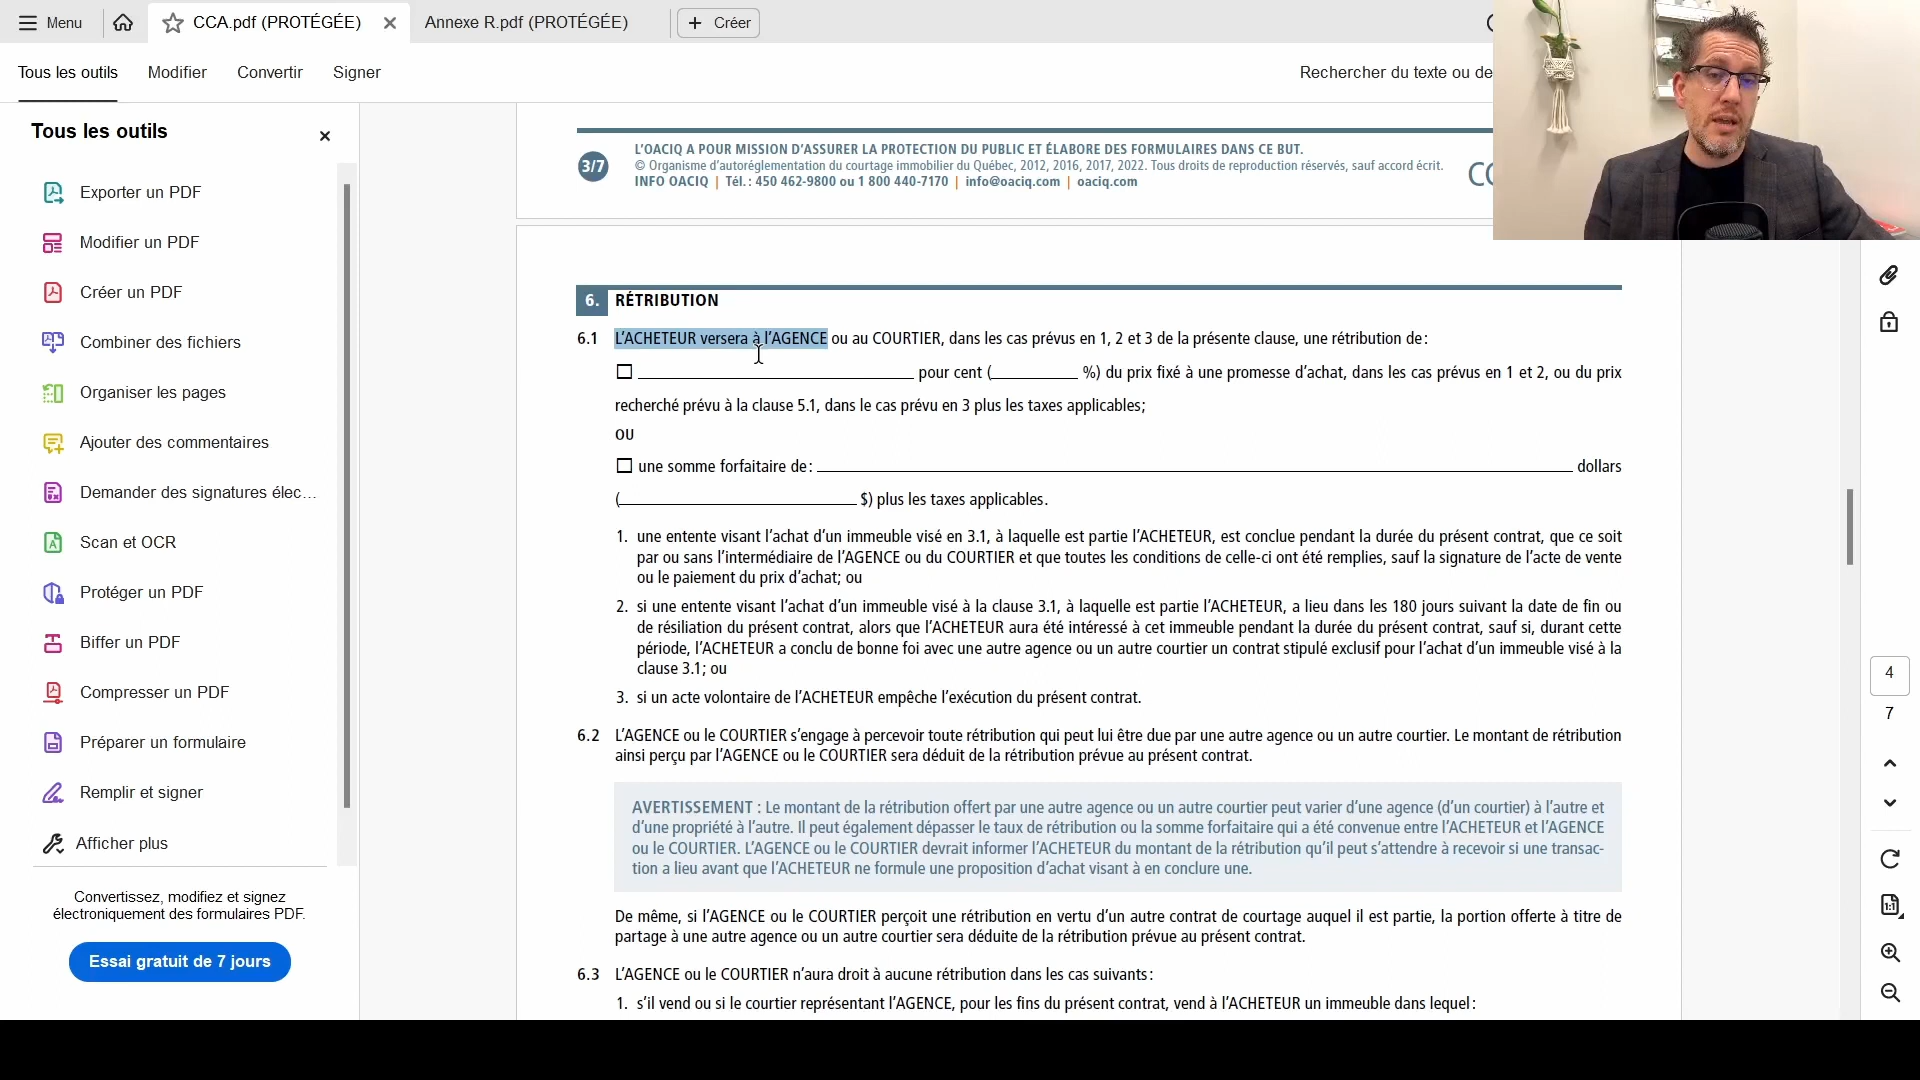 Menu
CCA.pdf (PROTÉGÉE)
Annexe R.pdf (PROTÉGÉE)
Créer
Tous les outils
Modifier
Convertir
Signer
Rechercher du texte ou de
Tous les outils
Exporter un PDF
Modifier un PDF
Créer un PDF
Combiner des fichiers
Organiser les pages
Ajouter des commentaires
Demander des signatures élec...
Scan et OCR
Protéger un PDF
Biffer un PDF
Compresser un PDF
Préparer un formulaire
Remplir et signer
Afficher plus
Convertissez, modifiez et signez
électroniquement des formulaires PDF.
Essai gratuit de 7 jours
3/7
L'OACIQ A POUR MISSION D'ASSURER LA PROTECTION DU PUBLIC ET ÉLABORE DES FORMULAIRES DANS CE BUT.
© Organisme d'autoréglementation du courtage immobilier du Québec, 2012, 2016, 2017, 2022. Tous droits de reproduction réservés, sauf accord écrit.
INFO OACIQ | Tél. : 450 462-9800 ou 1 800 440-7170 | info@oaciq.com | oaciq.com
6. RÉTRIBUTION
6.1 L'ACHETEUR versera à l'AGENCE ou au COURTIER, dans les cas prévus en 1, 2 et 3 de la présente clause, une rétribution de :
pour cent ( %) du prix fixé à une promesse d'achat, dans les cas prévus en 1 et 2, ou du prix
recherché prévu à la clause 5.1, dans le cas prévu en 3 plus les taxes applicables;
OU
une somme forfaitaire de : dollars
( $) plus les taxes applicables.
1. une entente visant l'achat d'un immeuble visé en 3.1, à laquelle est partie l'ACHETEUR, est conclue pendant la durée du présent contrat, que ce soit
par ou sans l'intermédiaire de l'AGENCE ou du COURTIER et que toutes les conditions de celle-ci ont été remplies, sauf la signature de l'acte de vente
ou le paiement du prix d'achat; ou
2. si une entente visant l'achat d'un immeuble visé à la clause 3.1, à laquelle est partie l'ACHETEUR, a lieu dans les 180 jours suivant la date de fin ou
de résiliation du présent contrat, alors que l'ACHETEUR aura été intéressé à cet immeuble pendant la durée du présent contrat, sauf si, durant cette
période, l'ACHETEUR a conclu de bonne foi avec une autre agence ou un autre courtier un contrat stipulé exclusif pour l'achat d'un immeuble visé à la
clause 3.1; ou
3. si un acte volontaire de l'ACHETEUR empêche l'exécution du présent contrat.
6.2 L'AGENCE ou le COURTIER s'engage à percevoir toute rétribution qui peut lui être due par une autre agence ou un autre courtier. Le montant de rétribution
ainsi perçu par l'AGENCE ou le COURTIER sera déduit de la rétribution prévue au présent contrat.
AVERTISSEMENT : Le montant de la rétribution offert par une autre agence ou un autre courtier peut varier d'une agence (d'un courtier) à l'autre et
d'une propriété à l'autre. Il peut également dépasser le taux de rétribution ou la somme forfaitaire qui a été convenue entre l'ACHETEUR et l'AGENCE
ou le COURTIER. L'AGENCE ou le COURTIER devrait informer l'ACHETEUR du montant de la rétribution qu'il peut s'attendre à recevoir si une transac-
tion a lieu avant que l'ACHETEUR ne formule une proposition d'achat visant à en conclure une.
De même, si l'AGENCE ou le COURTIER perçoit une rétribution en vertu d'un autre contrat de courtage auquel il est partie, la portion offerte à titre de
partage à une autre agence ou un autre courtier sera déduite de la rétribution prévue au présent contrat.
6.3 L'AGENCE ou le COURTIER n'aura droit à aucune rétribution dans les cas suivants :
1. s'il vend ou si le courtier représentant l'AGENCE, pour les fins du présent contrat, vend à l'ACHETEUR un immeuble dans lequel :
4
7
1:1